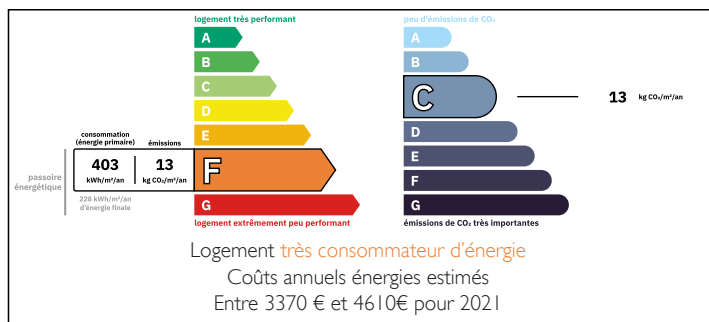 logement très performant
A
B
C
D
E
consommation
(énergie primaire)
émissions
403
kWh/m²/an
13
kg CO₂/m²/an
F
passoire
énergétique
228 kWh/m²/an
d'énergie finale
G
logement extrêmement peu performant
peu d'émissions de CO₂
A
B
C
13 kg CO₂/m²/an
D
E
F
G
émissions de CO₂ très importantes
Logement très consommateur d'énergie
Coûts annuels énergies estimés
Entre 3370 € et 4610€ pour 2021